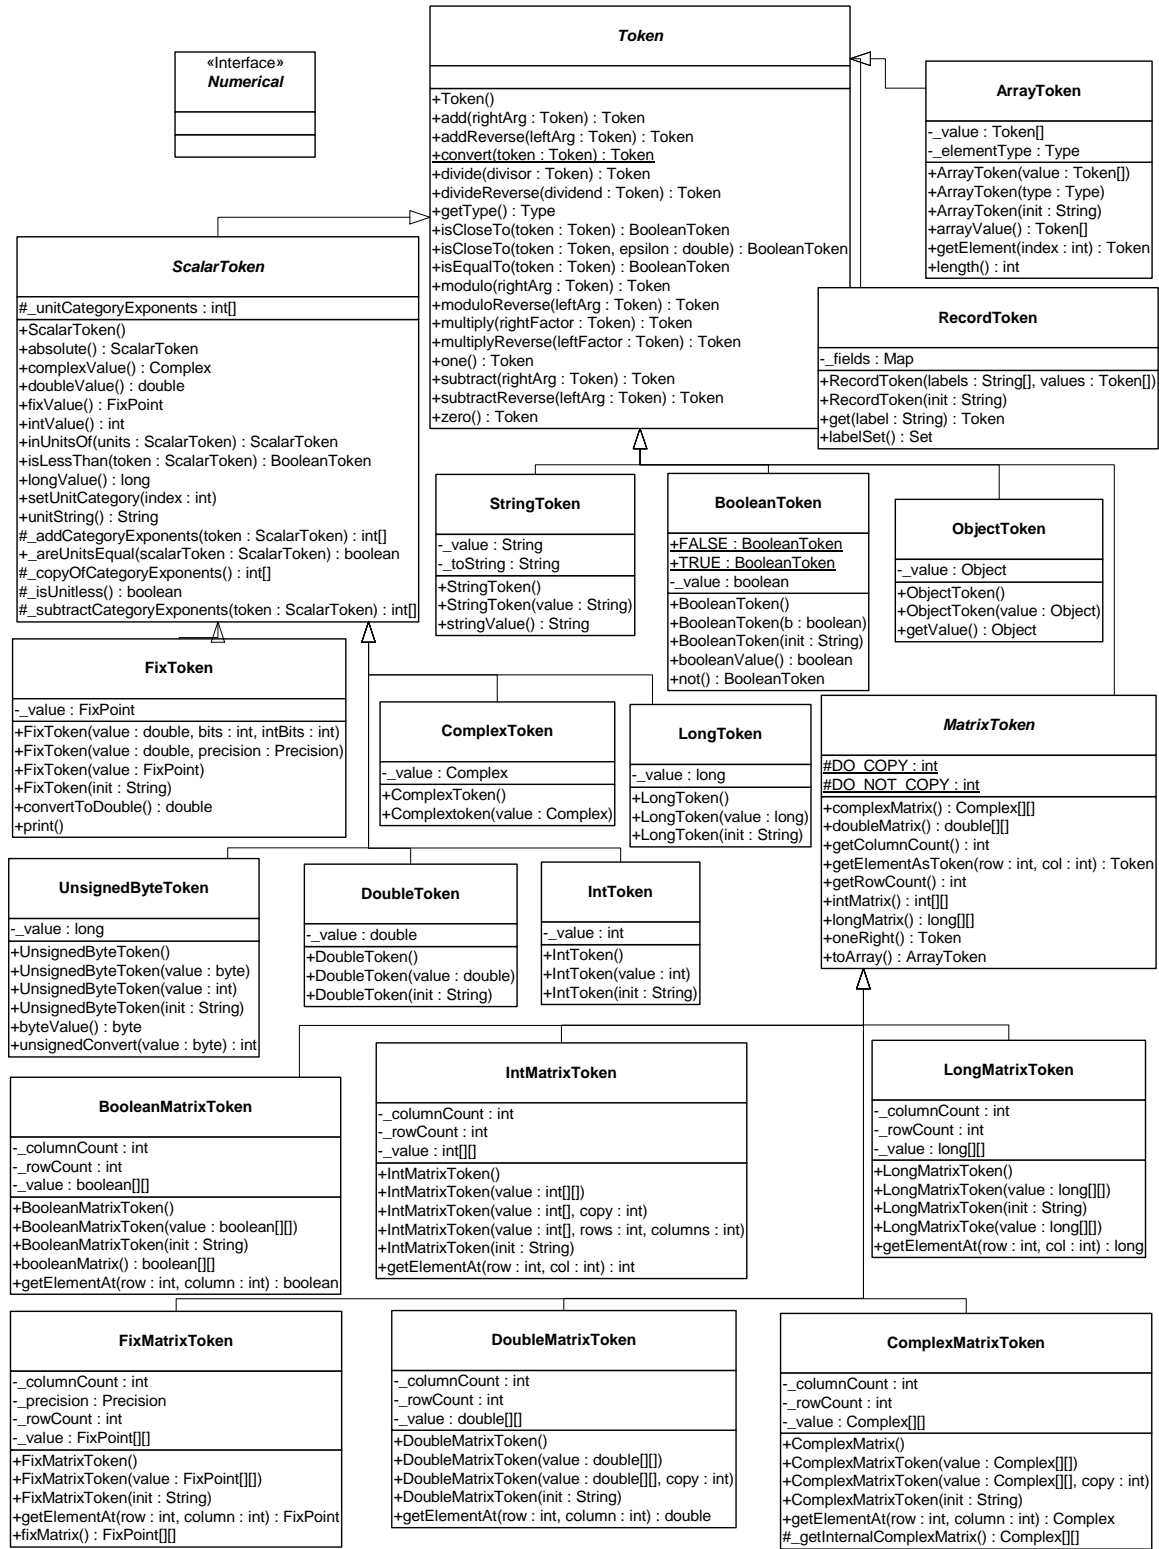 Token
+Token()
+add(rightArg : Token) : Token
+addReverse(leftArg : Token) : Token
+convert(token : Token) : Token
+divide(divisor : Token) : Token
+divideReverse(dividend : Token) : Token
+getType() : Type
+isCloseTo(token : Token) : BooleanToken
+isCloseTo(token : Token, epsilon : double) : BooleanToken
+isEqualTo(token : Token) : BooleanToken
+modulo(rightArg : Token) : Token
+moduloReverse(leftArg : Token) : Token
+multiply(rightFactor : Token) : Token
+multiplyReverse(leftFactor : Token) : Token
+one() : Token
+subtract(rightArg : Token) : Token
+subtractReverse(leftArg : Token) : Token
+zero() : Token
«Interface»
Numerical
ArrayToken
-_value : Token[]
-_elementType : Type
+ArrayToken(value : Token[])
+ArrayToken(type : Type)
+ArrayToken(init : String)
+arrayValue() : Token[]
+getElement(index : int) : Token
+length() : int
ScalarToken
#_unitCategoryExponents : int[]
+ScalarToken()
+absolute() : ScalarToken
+complexValue() : Complex
+doubleValue() : double
+fixValue() : FixPoint
+intValue() : int
+inUnitsOf(units : ScalarToken) : ScalarToken
+isLessThan(token : ScalarToken) : BooleanToken
+longValue() : long
+setUnitCategory(index : int)
+unitString() : String
#_addCategoryExponents(token : ScalarToken) : int[]
+_areUnitsEqual(scalarToken : ScalarToken) : boolean
#_copyOfCategoryExponents() : int[]
#_isUnitless() : boolean
#_subtractCategoryExponents(token : ScalarToken) : int[]
RecordToken
-_fields : Map
+RecordToken(labels : String[], values : Token[])
+RecordToken(init : String)
+get(label : String) : Token
+labelSet() : Set
StringToken
-_value : String
-_toString : String
+StringToken()
+StringToken(value : String)
+stringValue() : String
BooleanToken
+FALSE : BooleanToken
+TRUE : BooleanToken
-_value : boolean
+BooleanToken()
+BooleanToken(b : boolean)
+BooleanToken(init : String)
+booleanValue() : boolean
+not() : BooleanToken
ObjectToken
-_value : Object
+ObjectToken()
+ObjectToken(value : Object)
+getValue() : Object
FixToken
-_value : FixPoint
+FixToken(value : double, bits : int, intBits : int)
+FixToken(value : double, precision : Precision)
+FixToken(value : FixPoint)
+FixToken(init : String)
+convertToDouble() : double
+print()
ComplexToken
-_value : Complex
+ComplexToken()
+Complextoken(value : Complex)
LongToken
-_value : long
+LongToken()
+LongToken(value : long)
+LongToken(init : String)
MatrixToken
#DO_COPY : int
#DO_NOT_COPY : int
+complexMatrix() : Complex[][]
+doubleMatrix() : double[][]
+getColumnCount() : int
+getElementAsToken(row : int, col : int) : Token
+getRowCount() : int
+intMatrix() : int[][]
+longMatrix() : long[][]
+oneRight() : Token
+toArray() : ArrayToken
UnsignedByteToken
-_value : long
+UnsignedByteToken()
+UnsignedByteToken(value : byte)
+UnsignedByteToken(value : int)
+UnsignedByteToken(init : String)
+byteValue() : byte
+unsignedConvert(value : byte) : int
DoubleToken
-_value : double
+DoubleToken()
+DoubleToken(value : double)
+DoubleToken(init : String)
IntToken
-_value : int
+IntToken()
+IntToken(value : int)
+IntToken(init : String)
BooleanMatrixToken
-_columnCount : int
-_rowCount : int
-_value : boolean[][]
+BooleanMatrixToken()
+BooleanMatrixToken(value : boolean[][])
+BooleanMatrixToken(init : String)
+booleanMatrix() : boolean[][]
+getElementAt(row : int, column : int) : boolean
IntMatrixToken
-_columnCount : int
-_rowCount : int
-_value : int[][]
+IntMatrixToken()
+IntMatrixToken(value : int[][])
+IntMatrixToken(value : int[], copy : int)
+IntMatrixToken(value : int[], rows : int, columns : int)
+IntMatrixToken(init : String)
+getElementAt(row : int, col : int) : int
LongMatrixToken
-_columnCount : int
-_rowCount : int
-_value : long[][]
+LongMatrixToken()
+LongMatrixToken(value : long[][])
+LongMatrixToken(init : String)
+LongMatrixToke(value : long[][])
+getElementAt(row : int, col : int) : long
FixMatrixToken
-_columnCount : int
-_precision : Precision
-_rowCount : int
-_value : FixPoint[][]
+FixMatrixToken()
+FixMatrixToken(value : FixPoint[][])
+FixMatrixToken(init : String)
+getElementAt(row : int, column : int) : FixPoint
+fixMatrix() : FixPoint[][]
DoubleMatrixToken
-_columnCount : int
-_rowCount : int
-_value : double[][]
+DoubleMatrixToken()
+DoubleMatrixToken(value : double[][])
+DoubleMatrixToken(value : double[][], copy : int)
+DoubleMatrixToken(init : String)
+getElementAt(row : int, column : int) : double
ComplexMatrixToken
-_columnCount : int
-_rowCount : int
-_value : Complex[][]
+ComplexMatrix()
+ComplexMatrixToken(value : Complex[][])
+ComplexMatrixToken(value : Complex[][], copy : int)
+ComplexMatrixToken(init : String)
+getElementAt(row : int, column : int) : Complex
#_getInternalComplexMatrix() : Complex[][]